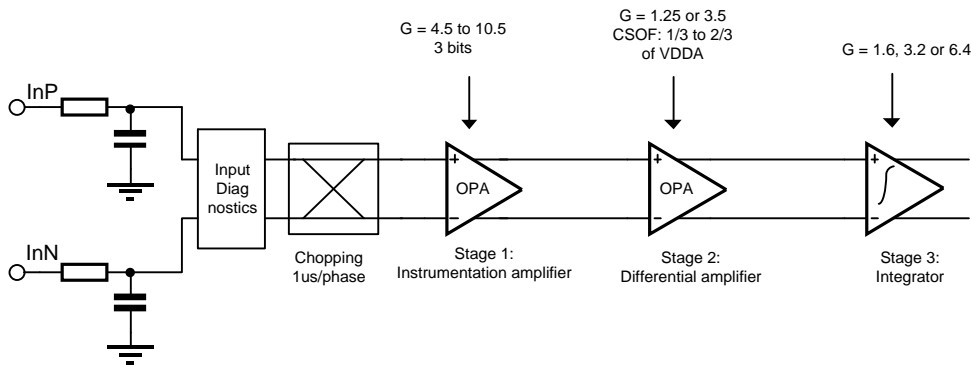 G = 4.5 to 10.5
3 bits
G = 1.25 or 3.5
CSOF: 1/3 to 2/3
of VDDA
G = 1.6, 3.2 or 6.4
InP
Input
Diag
nostics
+
OPA
−
+
OPA
−
+
−
InN
Chopping
1us/phase
Stage 1:
Instrumentation amplifier
Stage 2:
Differential amplifier
Stage 3:
Integrator